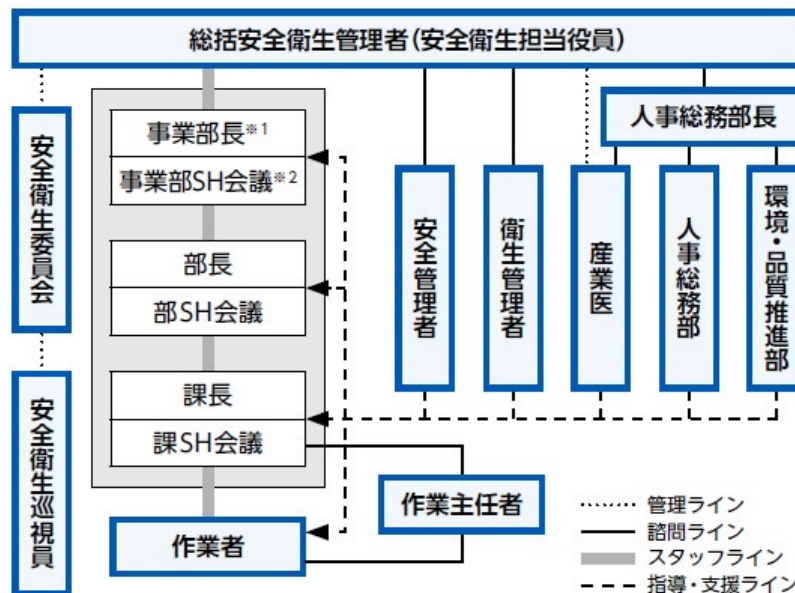 総括安全衛生管理者(安全衛生担当役員)
安全衛生委員会
安全衛生巡視員
事業部長※1
事業部SH会議※2
部長
部SH会議
課長
課SH会議
作業者
作業主任者
安全管理者
衛生管理者
産業医
人事総務部長
人事総務部
環境・品質推進部
管理ライン
諮問ライン
スタッフライン
指導・支援ライン